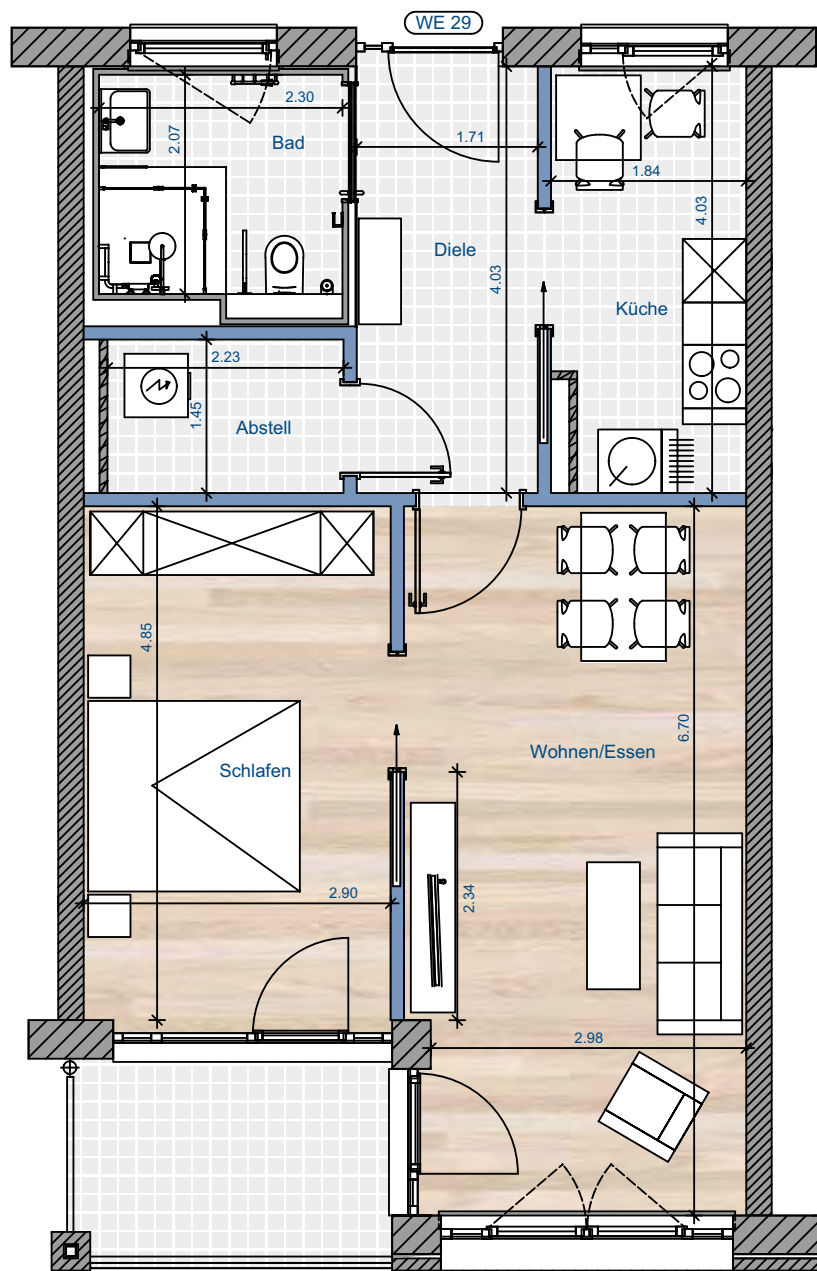 WE 29
2.30
2.07
Bad
1.71
1.84
4.03
Diele
4.03
Küche
2.23
1.45
Abstell
4.85
6.70
Wohnen/Essen
Schlafen
2.90
2.34
2.98